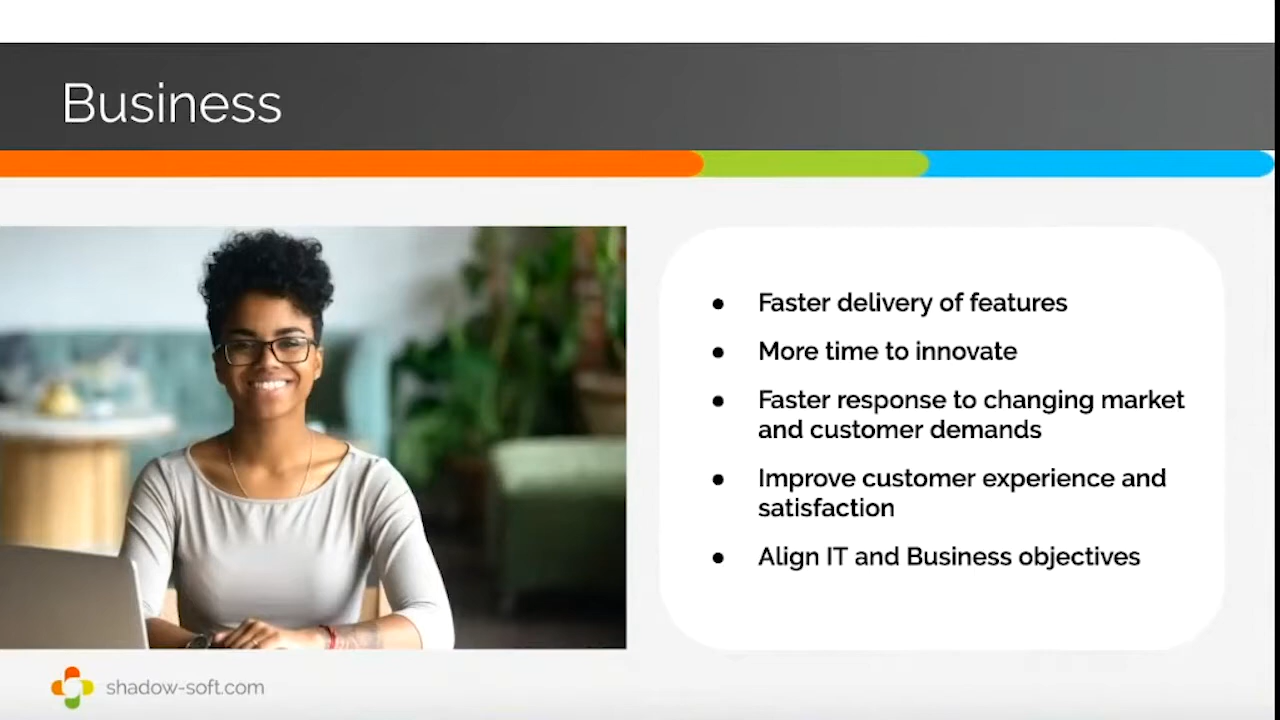 Business
● Faster delivery of features
● More time to innovate
● Faster response to changing market
and customer demands
● Improve customer experience and
satisfaction
● Align IT and Business objectives
shadow-soft.com